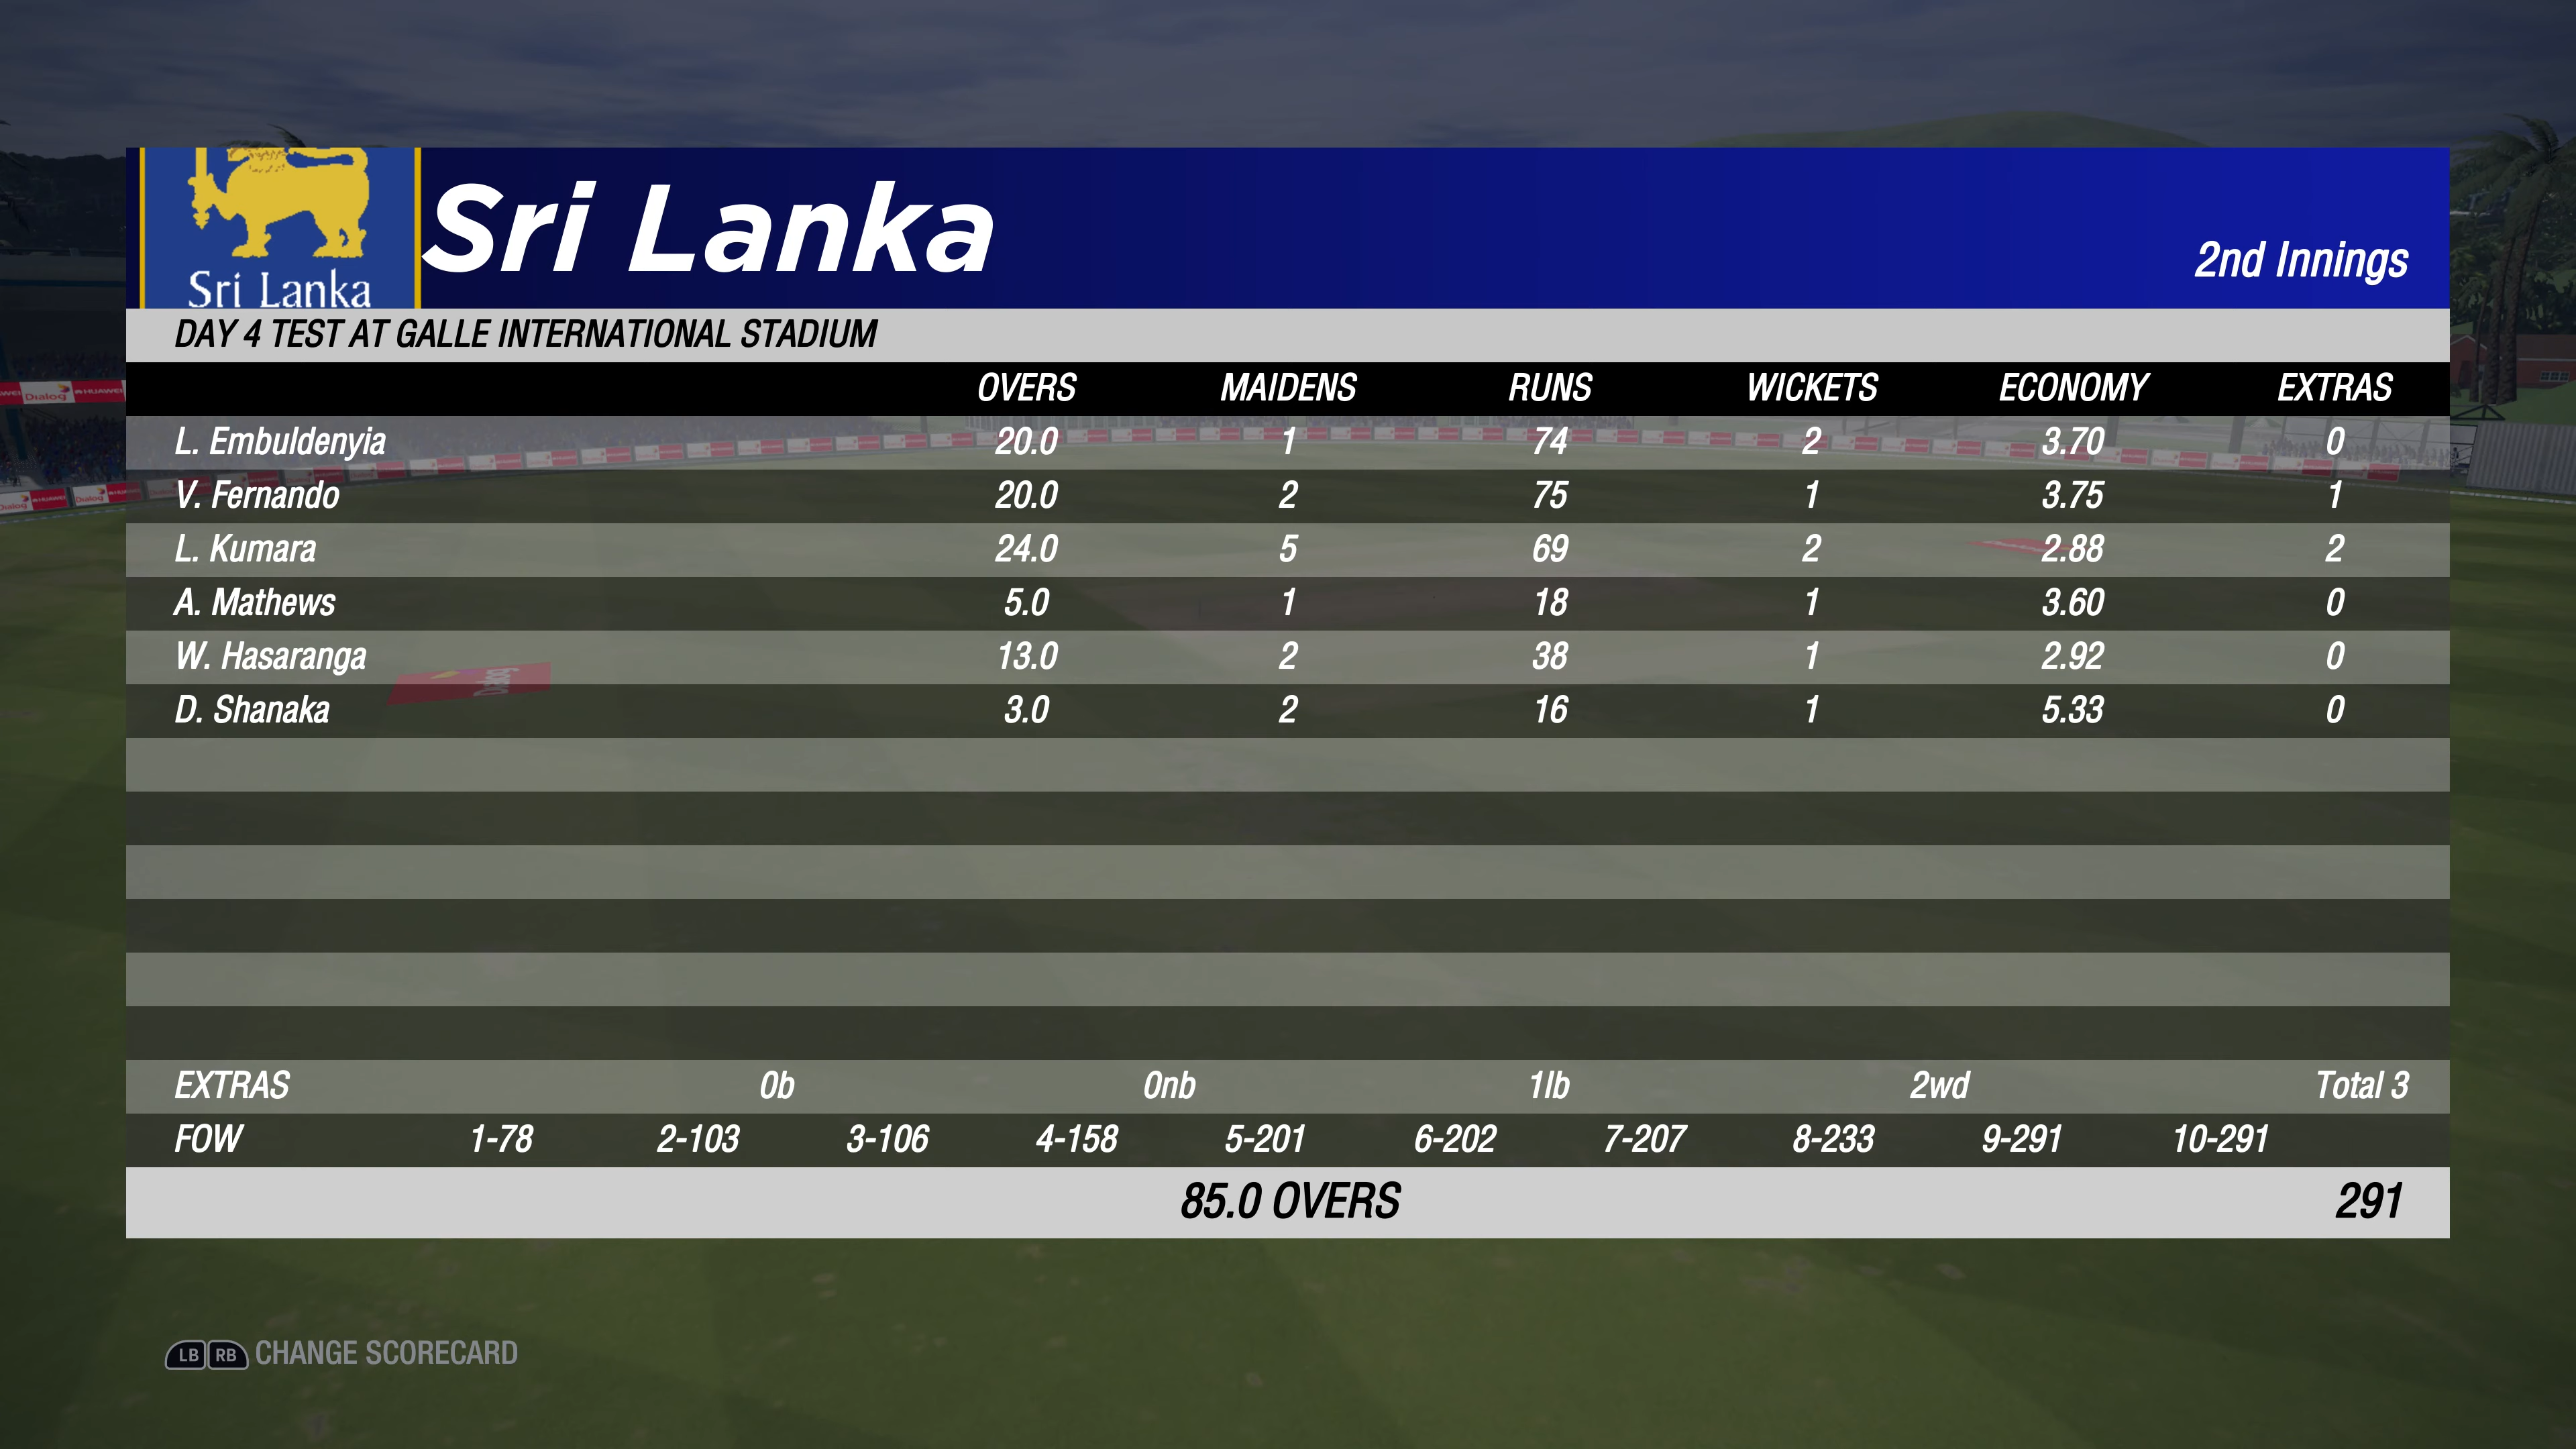 Sri Lanka
Sri Lanka
2nd Innings
DAY 4 TEST AT GALLE INTERNATIONAL STADIUM
OVERS MAIDENS RUNS WICKETS ECONOMY EXTRAS
L. Embuldenyia 20.0 1 74 2 3.70 0
V. Fernando 20.0 2 75 1 3.75 1
L. Kumara 24.0 5 69 2 2.88 2
A. Mathews 5.0 1 18 1 3.60 0
W. Hasaranga 13.0 2 38 1 2.92 0
D. Shanaka 3.0 2 16 1 5.33 0
EXTRAS 0b 0nb 1lb 2wd Total 3
FOW 1-78 2-103 3-106 4-158 5-201 6-202 7-207 8-233 9-291 10-291
85.0 OVERS 291
LB RB CHANGE SCORECARD
Dialog
HUAWEI
Dialog
Dialog
Dialog